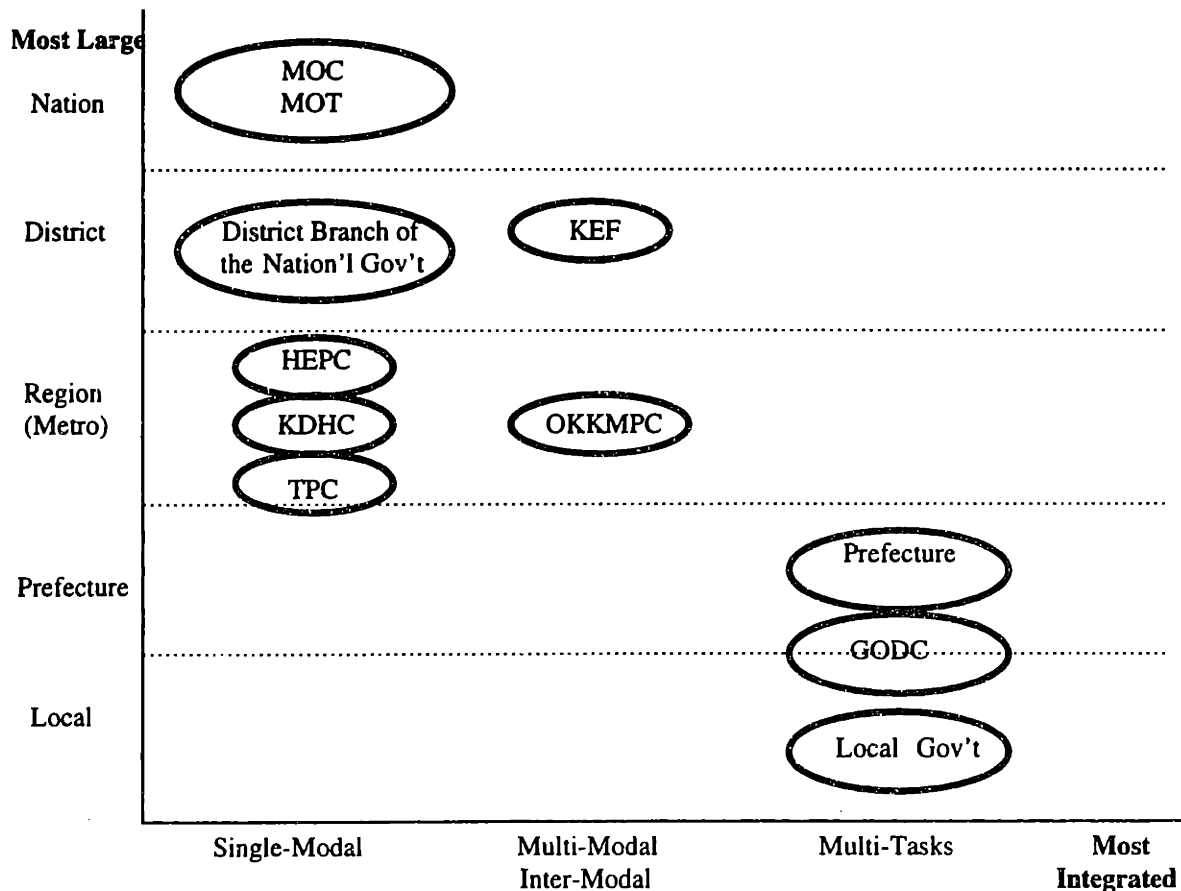 Most Large
Nation
MOC
MOT
District
District Branch of
the Nation'l Gov't
KEF
HEPC
Region
(Metro)
KDHC
OKKMPC
TPC
Prefecture
Prefecture
GODC
Local
Local Gov't
Single-Modal
Multi-Modal
Inter-Modal
Multi-Tasks
Most
Integrated